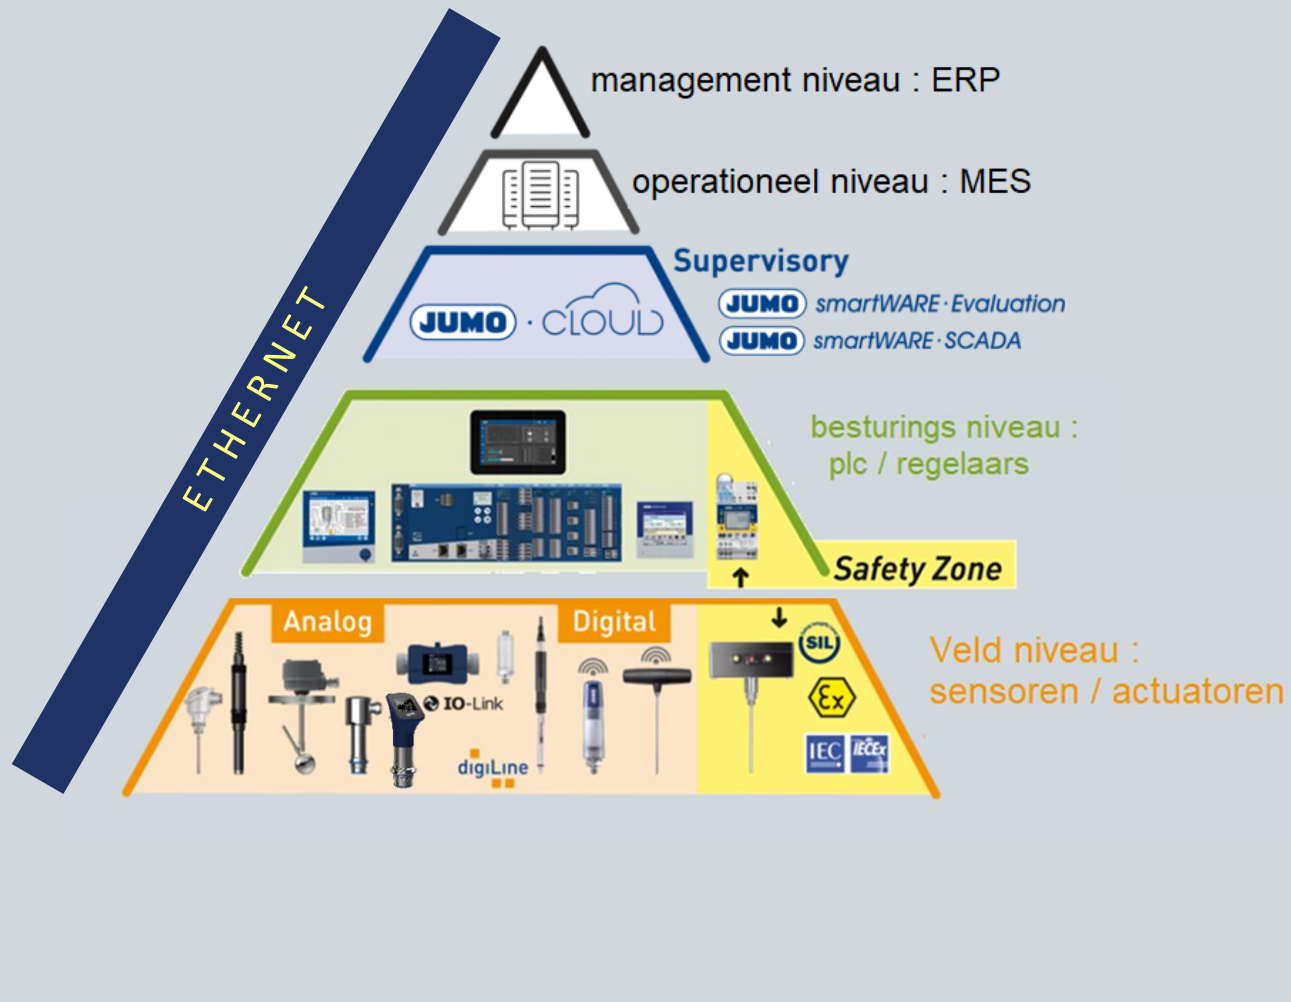 management niveau : ERP
operationeel niveau : MES
Supervisory
JUMO · CLOUD
JUMO smartWARE·Evaluation
JUMO smartWARE·SCADA
ETHERNET
besturings niveau :
plc / regelaars
Safety Zone
Analog
Digital
SIL
Veld niveau :
sensoren / actuatoren
IO-Link
Ex
digiLine
IEC IECEx